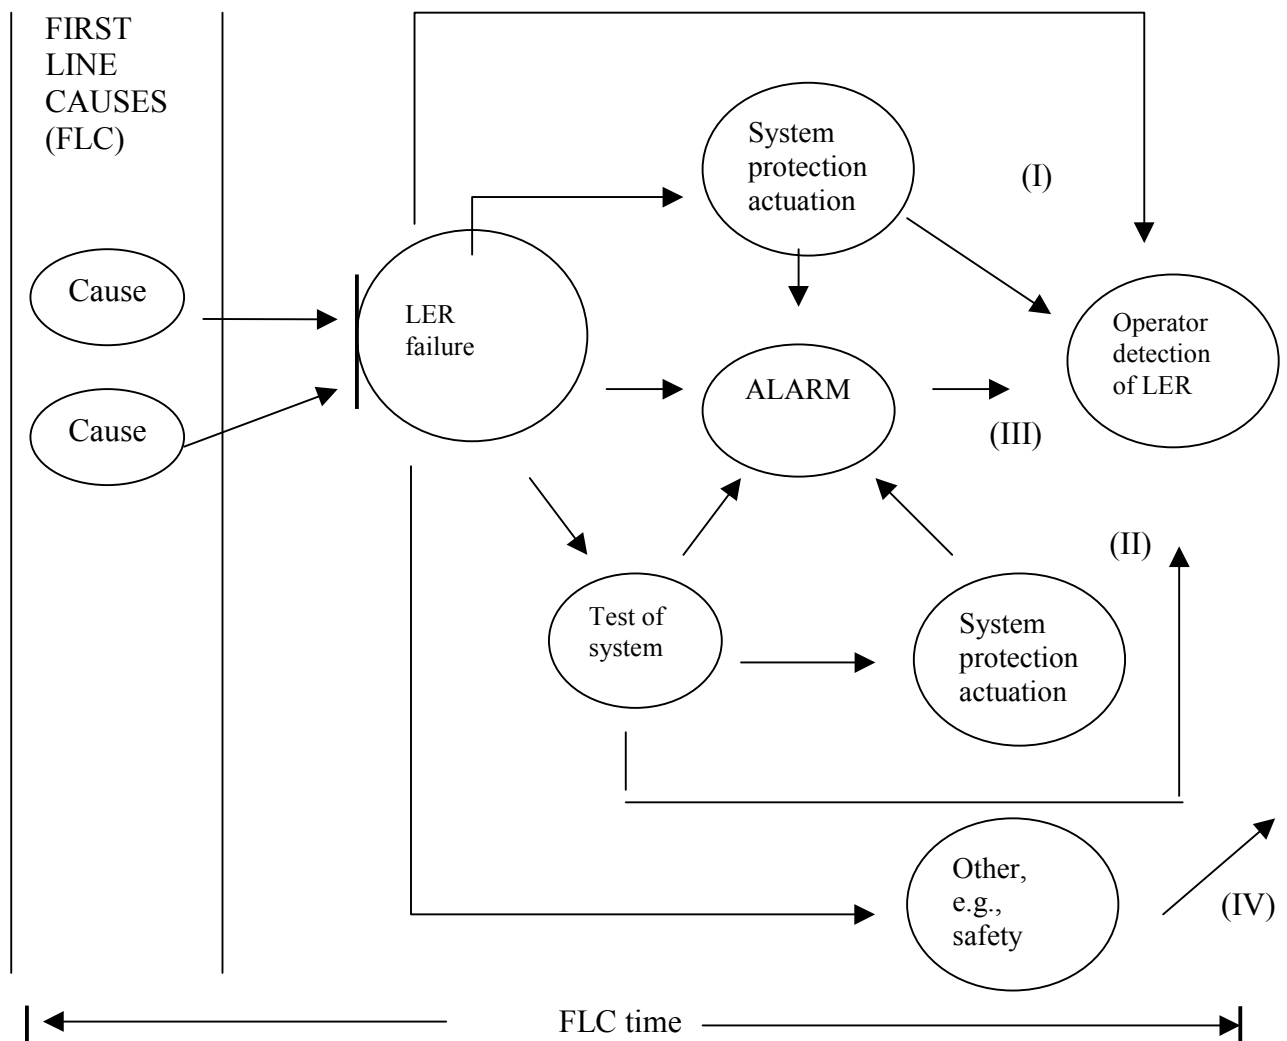 FIRST
LINE
CAUSES
(FLC)
System
protection
actuation
(I)
Cause
LER
failure
Operator
detection
of LER
ALARM
Cause
(III)
(II)
Test of
system
System
protection
actuation
Other,
e.g.,
safety
(IV)
FLC time